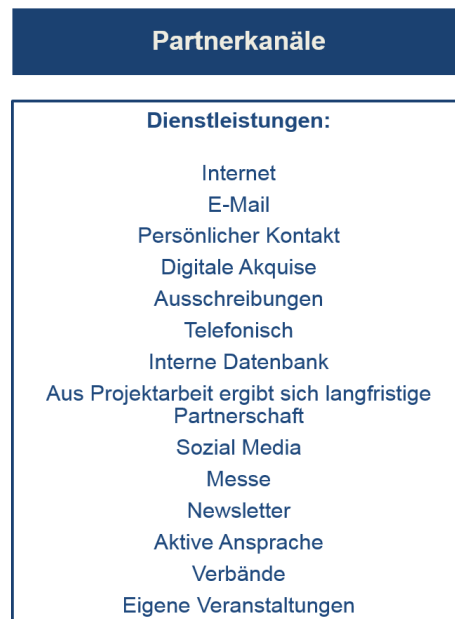 Partnerkanäle
Dienstleistungen:
Internet
E-Mail
Persönlicher Kontakt
Digitale Akquise
Ausschreibungen
Telefonisch
Interne Datenbank
Aus Projektarbeit ergibt sich langfristige
Partnerschaft
Sozial Media
Messe
Newsletter
Aktive Ansprache
Verbände
Eigene Veranstaltungen